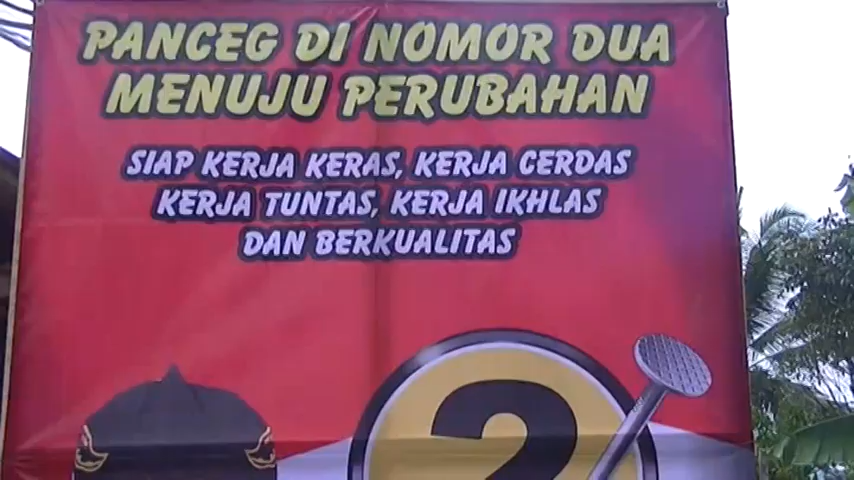 PANCEG DI NOMOR DUA
MENUJU PERUBAHAN
SIAP KERJA KERAS, KERJA CERDAS
KERJA TUNTAS, KERJA IKHLAS,
DAN BERKUALITAS.
2